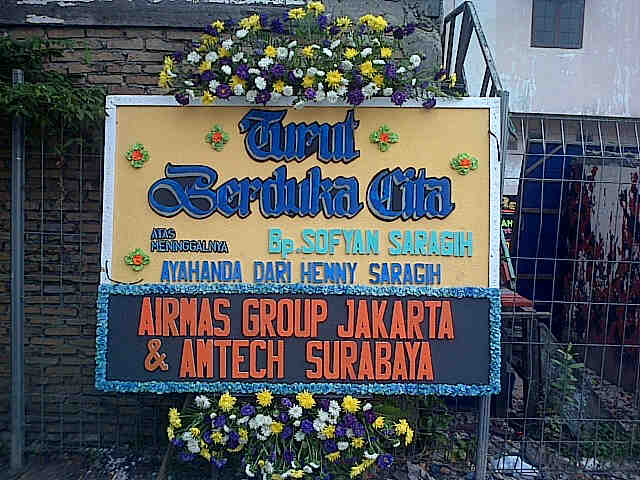 Turut
Berduka Cita
ATAS
MENINGGALNYA
Bp. SOFYAN SARAGIH
AYAHANDA DARI HENNY SARAGIH
AIRMAS GROUP JAKARTA
& AMTECH SURABAYA